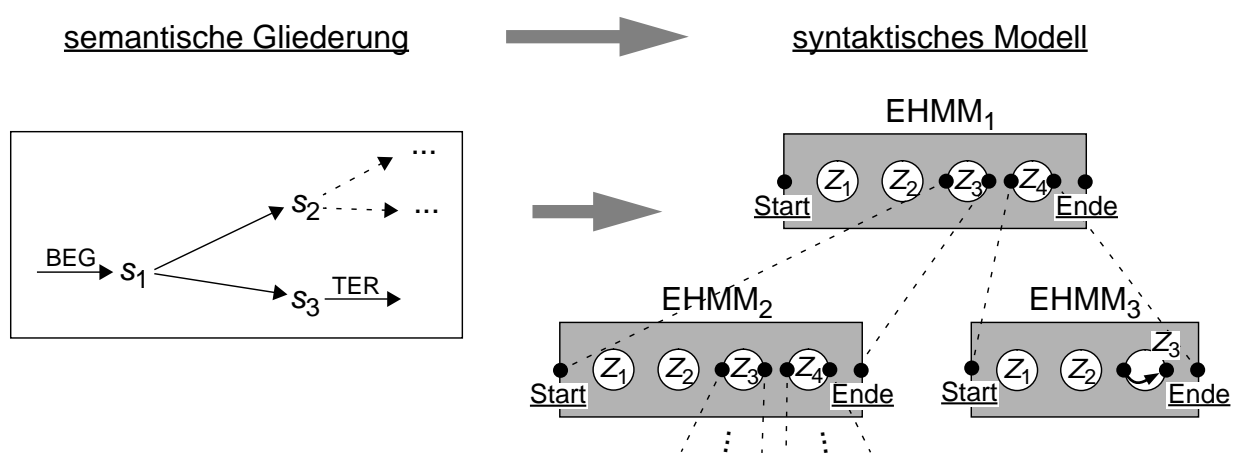 semantische Gliederung
syntaktisches Modell
BEG
s1
s2
...
...
s3
TER
EHMM1
Z1 Z2 Z3 Z4
Start Ende
EHMM2
Z1 Z2 Z3 Z4
Start Ende
EHMM3
Z1 Z2 Z3
Start Ende